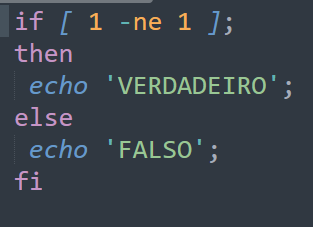 if [ 1 -ne 1 ];
then
 echo 'VERDADEIRO';
else
 echo 'FALSO';
fi